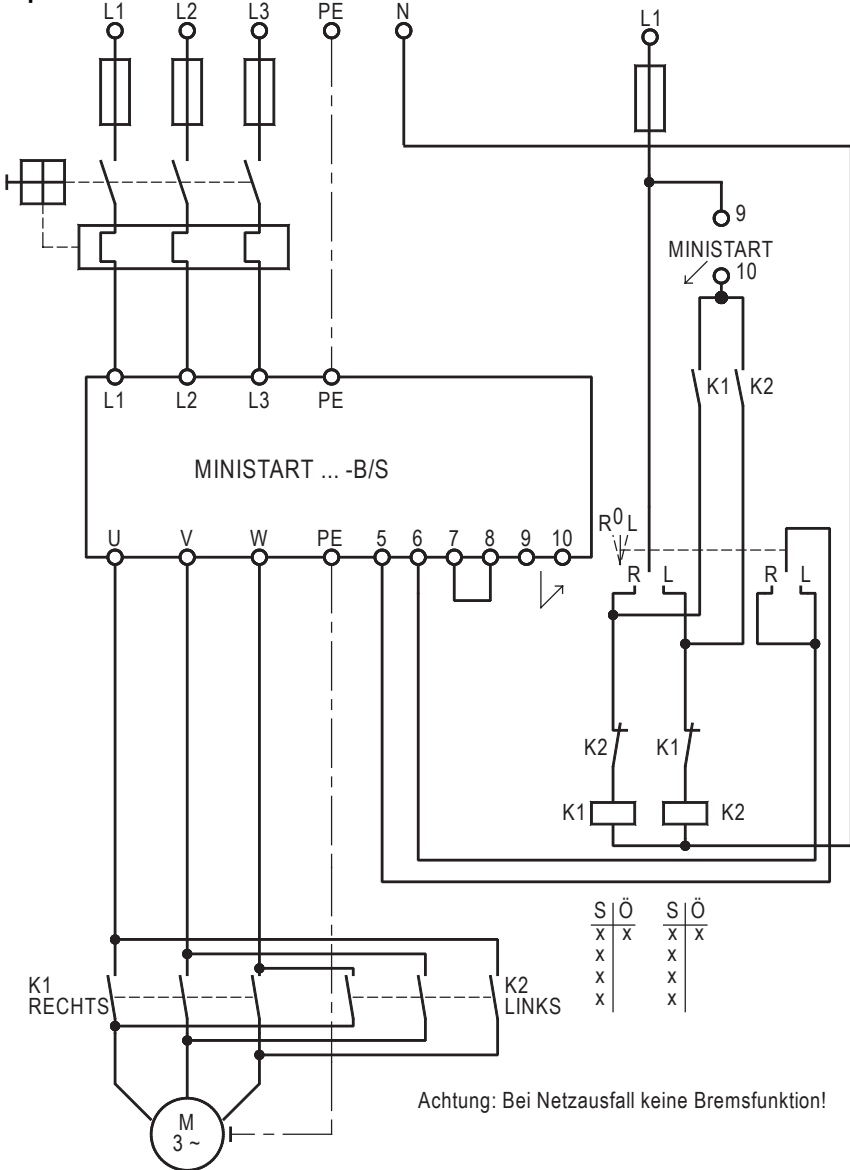 L1 L2 L3 PE N L1
9
MINISTART
10
K1 K2
L1 L2 L3 PE
MINISTART ... -B/S
U V W PE 5 6 7 8 9 10
R 0 L
R L R L
K2 K1
K1 K2
S Ö S Ö
x x x x
x x
x x
x x
K1
RECHTS
K2
LINKS
Achtung: Bei Netzausfall keine Bremsfunktion!
M
3 ~